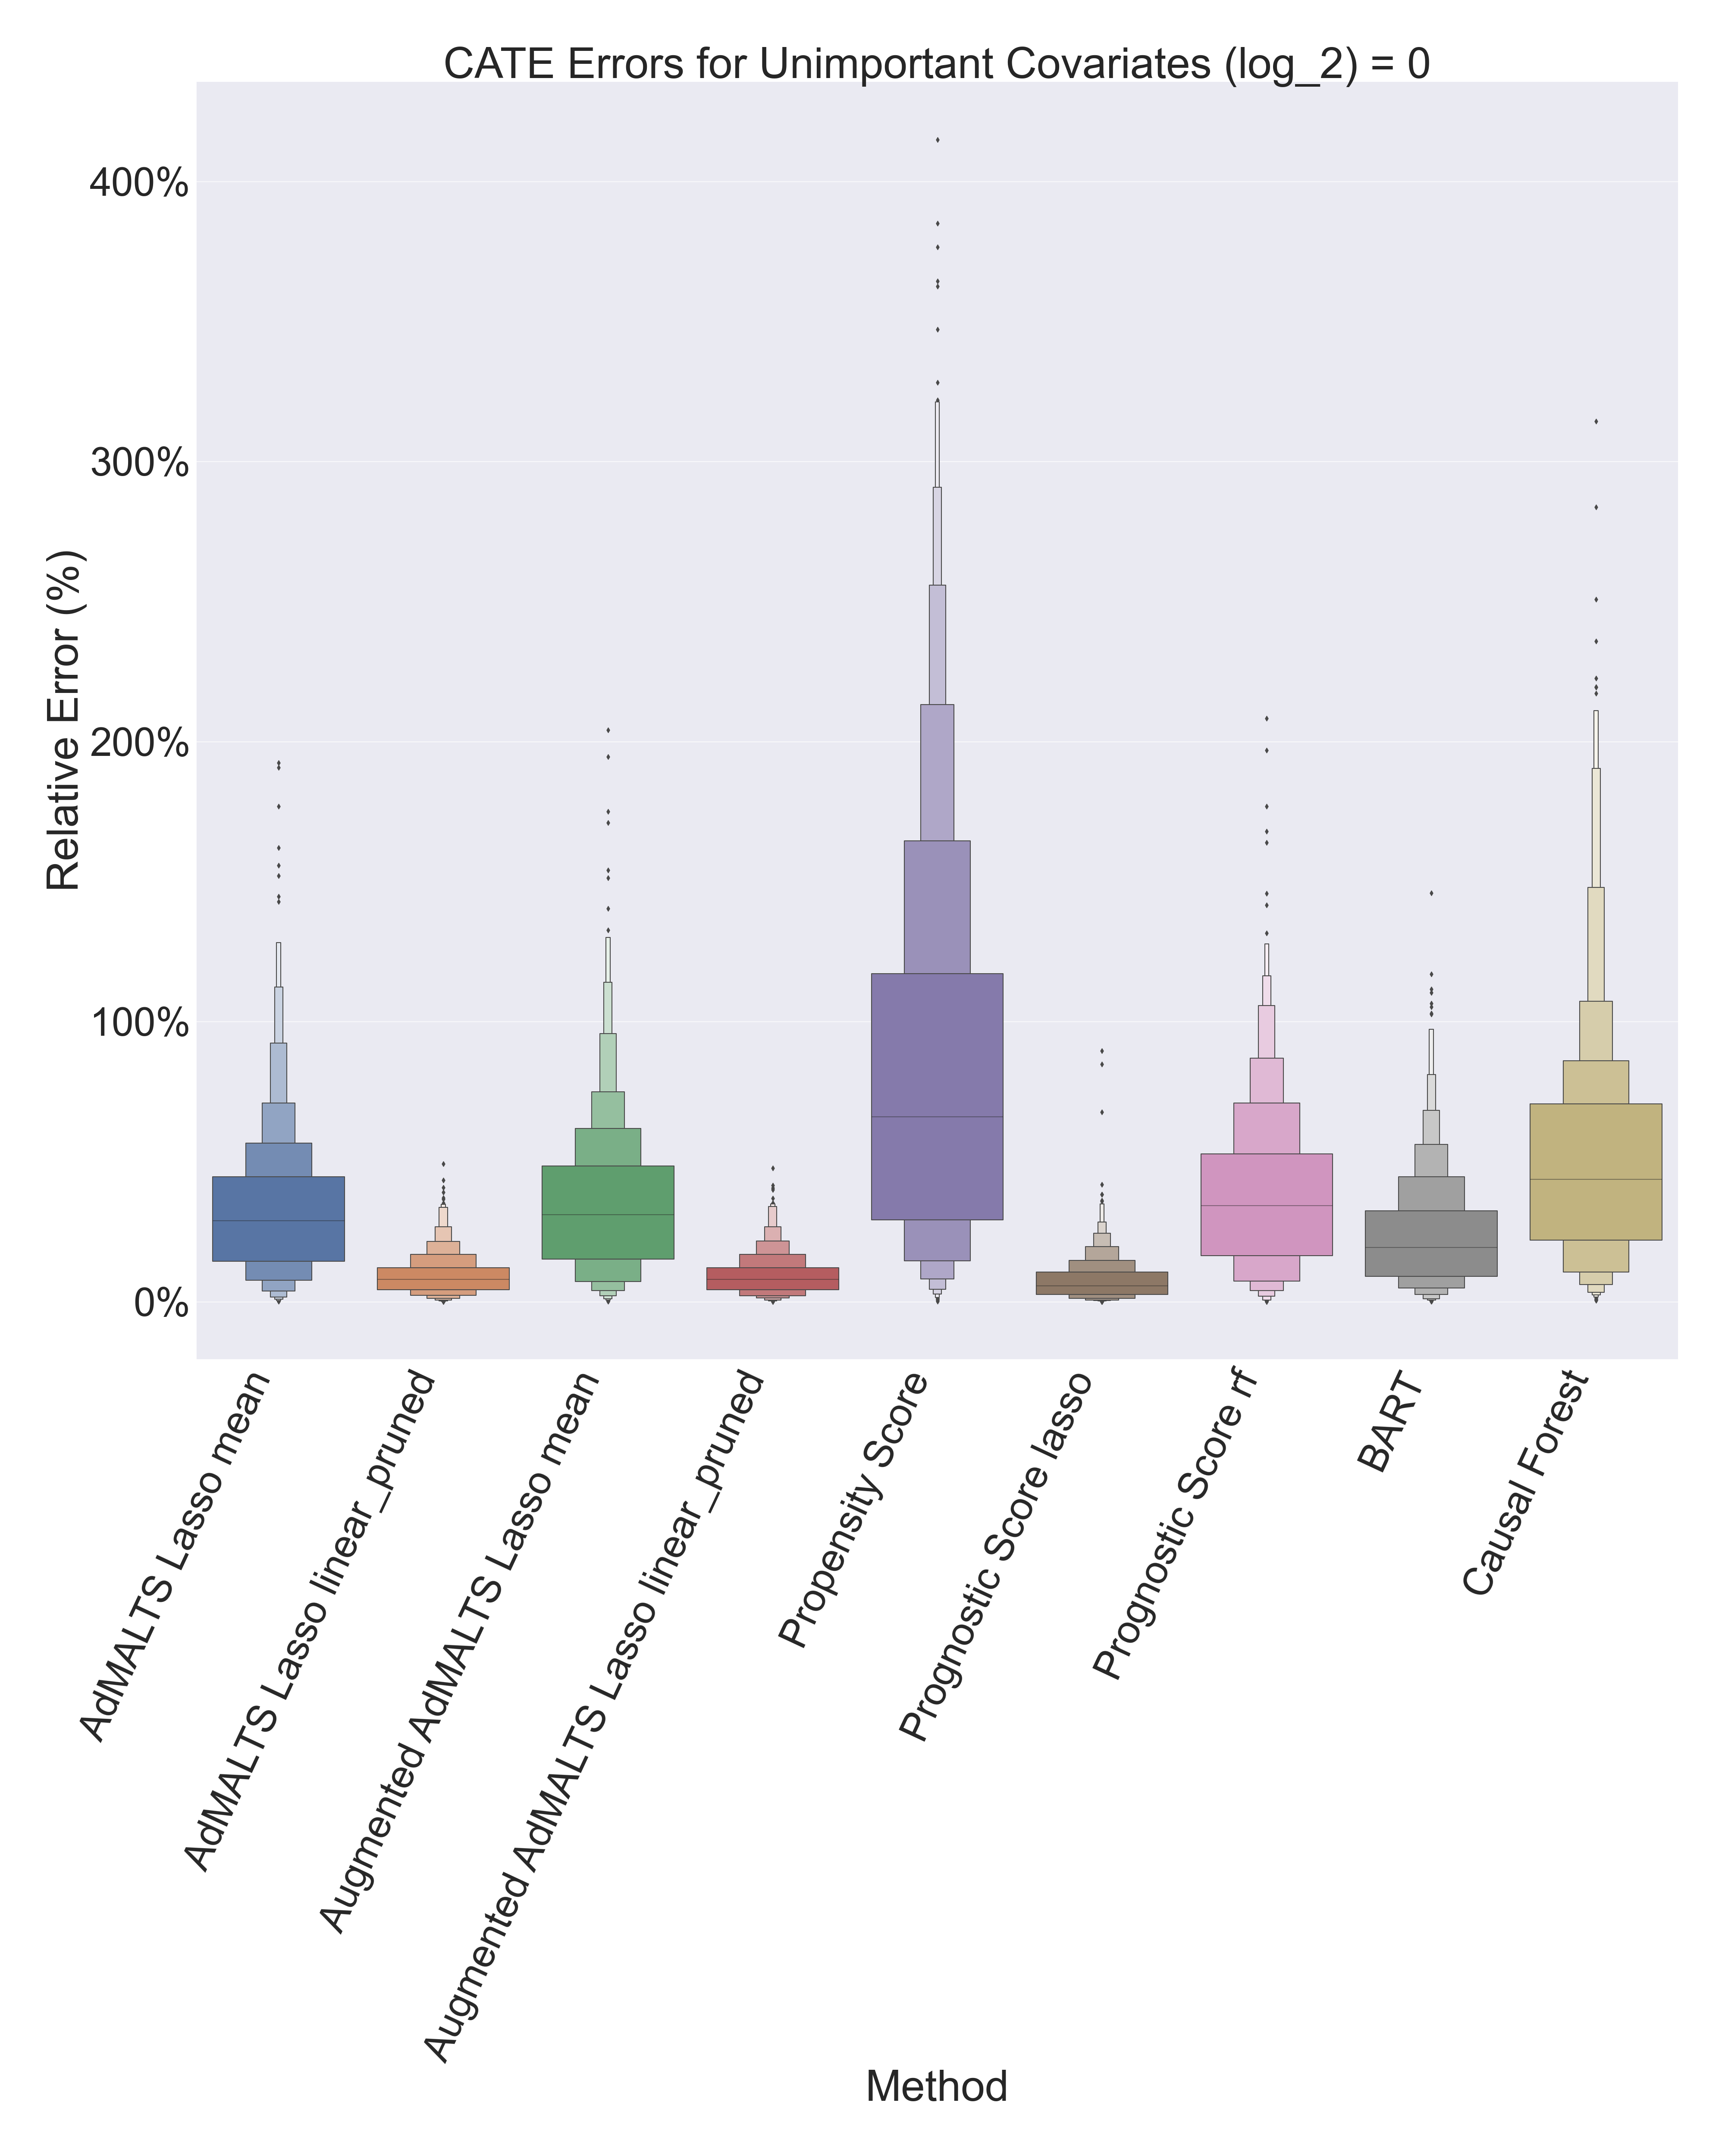 CATE Errors for Unimportant Covariates (log_2) = 0
Relative Error (%)
400%
300%
200%
100%
0%
AdMALTS Lasso mean
AdMALTS Lasso linear_pruned
Augmented AdMALTS Lasso mean
Augmented AdMALTS Lasso linear_pruned
Propensity Score
Prognostic Score lasso
Prognostic Score rf
BART
Causal Forest
Method